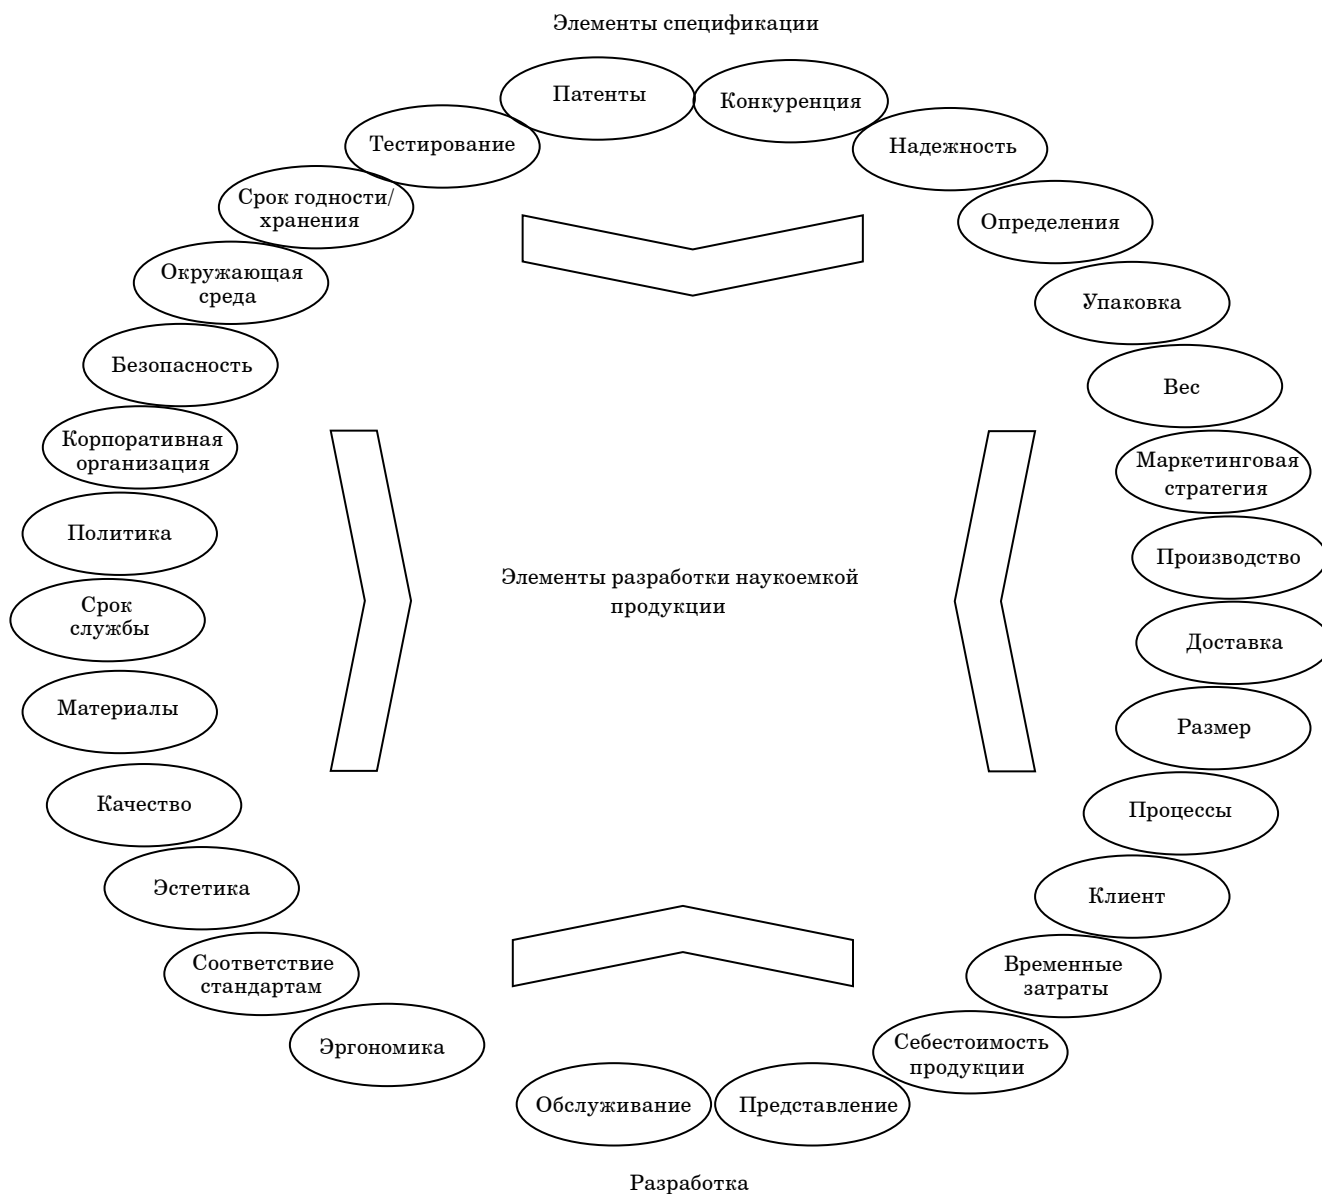 Элементы спецификации
Патенты
Конкуренция
Тестирование
Надежность
Срок годности/
хранения
Определения
Окружающая
среда
Упаковка
Безопасность
Вес
Корпоративная
организация
Маркетинговая
стратегия
Политика
Производство
Элементы разработки наукоемкой
продукции
Срок
службы
Доставка
Материалы
Размер
Качество
Процессы
Эстетика
Клиент
Соответствие
стандартам
Временные
затраты
Эргономика
Себестоимость
продукции
Обслуживание
Представление
Разработка